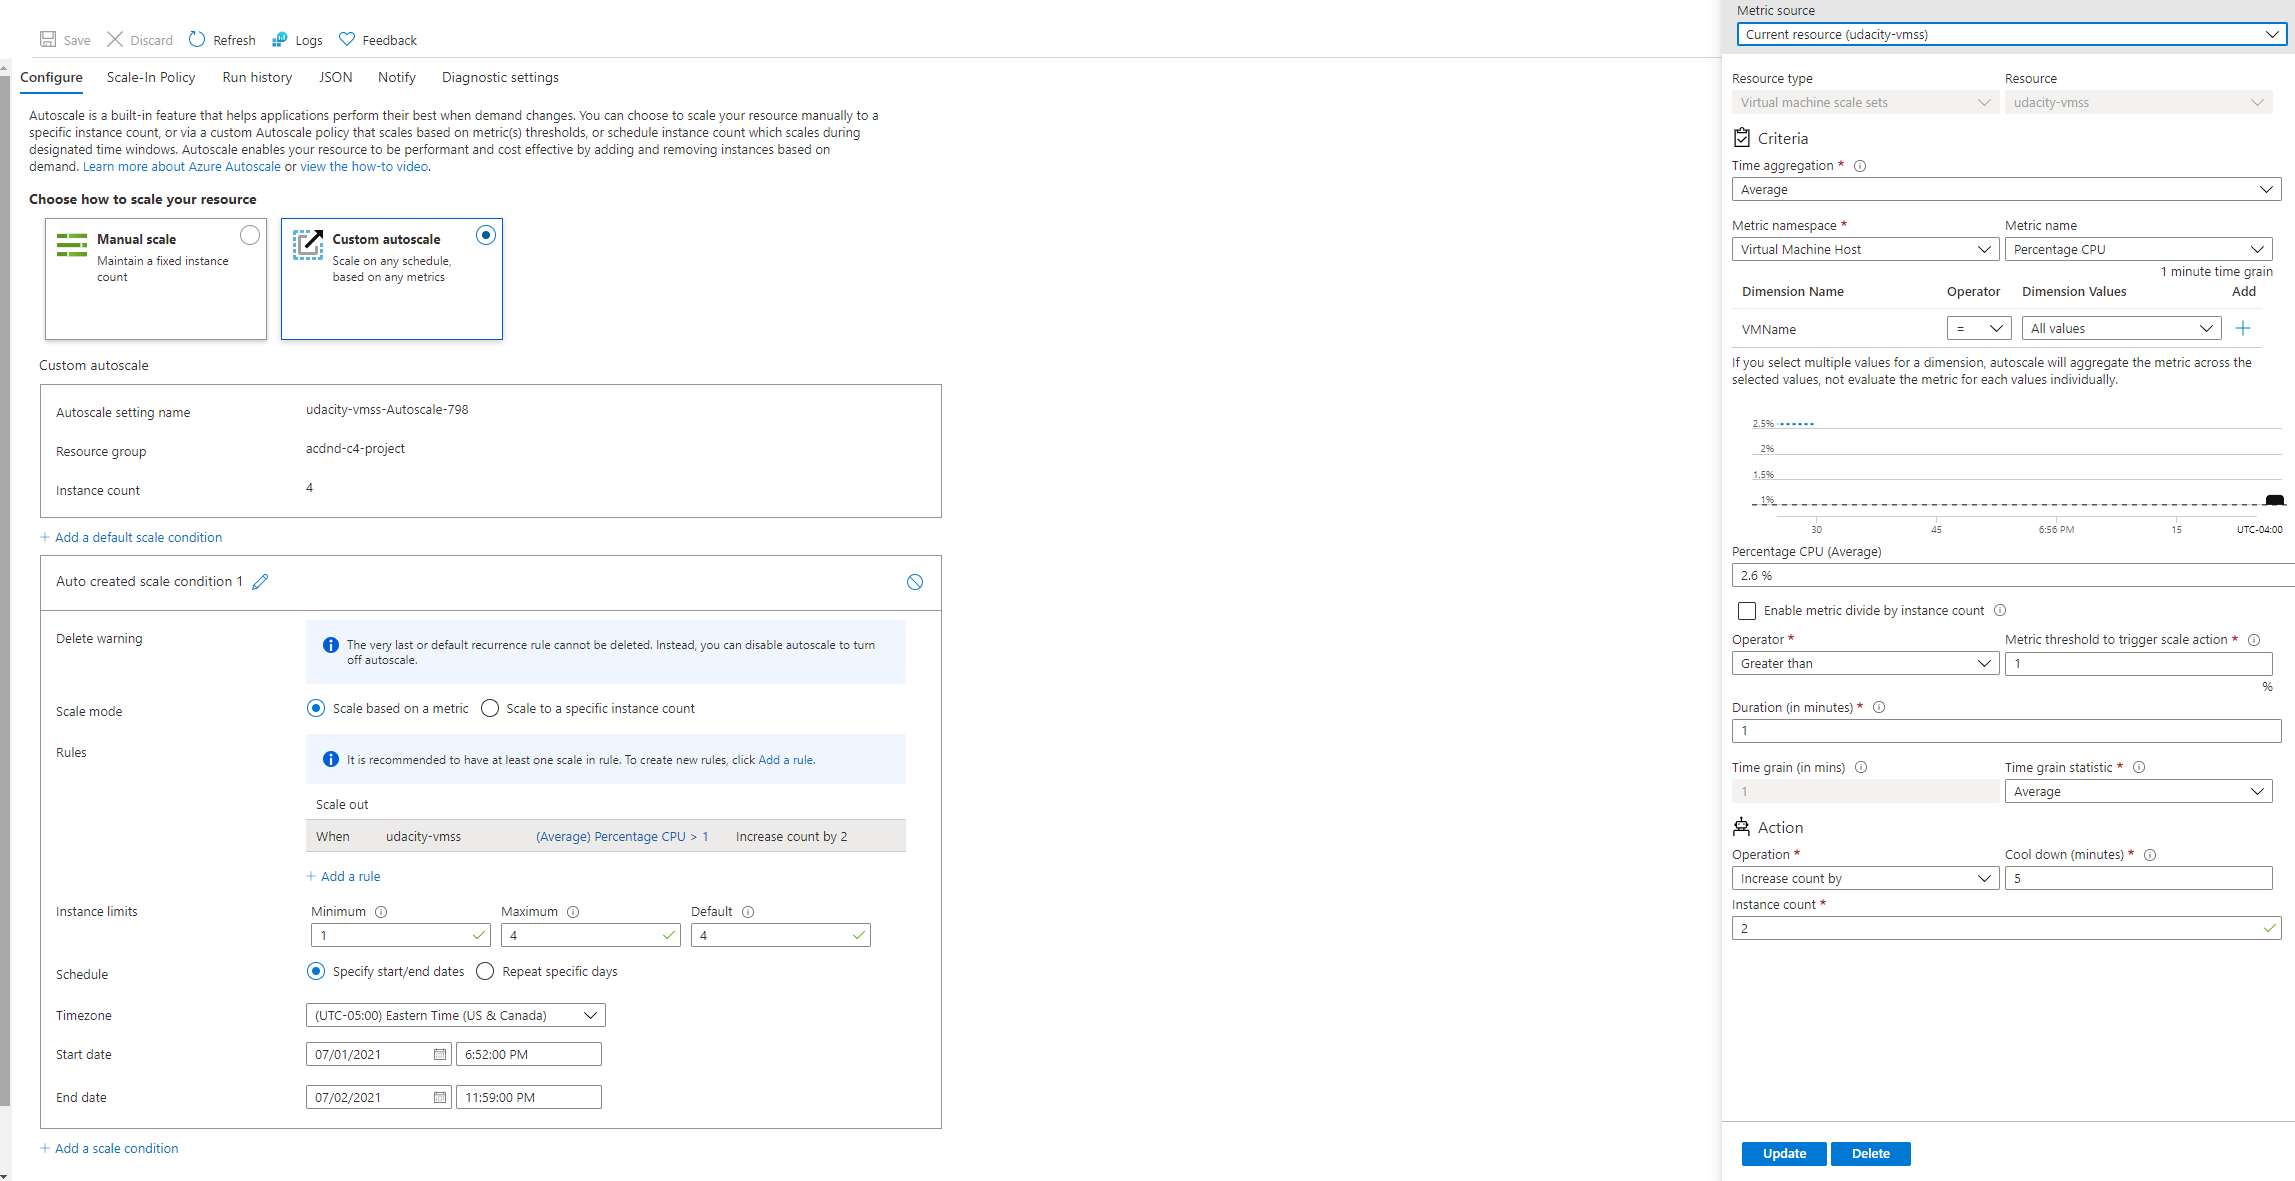 Save
Discard
Refresh
Logs
Feedback
Configure
Scale-In Policy
Run history
JSON
Notify
Diagnostic settings
Autoscale is a built-in feature that helps applications perform their best when demand changes. You can choose to scale your resource manually to a
specific instance count, or via a custom Autoscale policy that scales based on metric(s) thresholds, or schedule instance count which scales during
designated time windows. Autoscale enables your resource to be performant and cost effective by adding and removing instances based on
demand. Learn more about Azure Autoscale or view the how-to video.
Choose how to scale your resource
Manual scale
Maintain a fixed instance
count
Custom autoscale
Scale on any schedule,
based on any metrics
Custom autoscale
Autoscale setting name
udacity-vmss-Autoscale-798
Resource group
acdnd-c4-project
Instance count
4
+ Add a default scale condition
Auto created scale condition 1
Delete warning
The very last or default recurrence rule cannot be deleted. Instead, you can disable autoscale to turn
off autoscale.
Scale mode
Scale based on a metric
Scale to a specific instance count
Rules
It is recommended to have at least one scale in rule. To create new rules, click Add a rule.
Scale out
When udacity-vmss (Average) Percentage CPU > 1 Increase count by 2
+ Add a rule
Instance limits
Minimum
Maximum
Default
1
4
4
Schedule
Specify start/end dates
Repeat specific days
Timezone
(UTC-05:00) Eastern Time (US & Canada)
Start date
07/01/2021
6:52:00 PM
End date
07/02/2021
11:59:00 PM
+ Add a scale condition
Metric source
Current resource (udacity-vmss)
Resource type
Resource
Virtual machine scale sets
udacity-vmss
Criteria
Time aggregation *
Average
Metric namespace *
Metric name
Virtual Machine Host
Percentage CPU
1 minute time grain
Dimension Name
Operator
Dimension Values
Add
VMName
=
All values
+
If you select multiple values for a dimension, autoscale will aggregate the metric across the
selected values, not evaluate the metric for each values individually.
2.5%
2%
1.5%
1%
30
45
6:56 PM
15
UTC-04:00
Percentage CPU (Average)
2.6 %
Enable metric divide by instance count
Operator *
Metric threshold to trigger scale action *
Greater than
1
%
Duration (in minutes) *
1
Time grain (in mins)
Time grain statistic *
1
Average
Action
Operation *
Cool down (minutes) *
Increase count by
5
Instance count *
2
Update
Delete